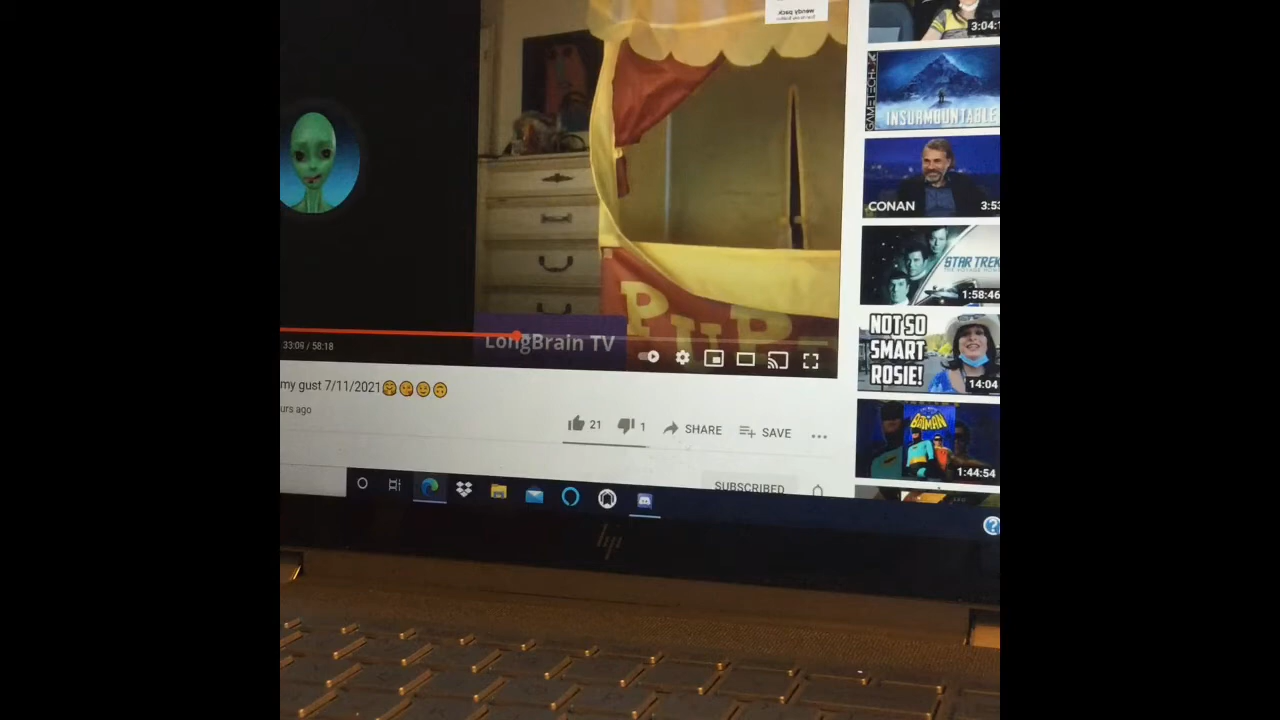 3:04:1
GAMETECH
INSURMOUNTABLE
CONAN
3:53
STAR TREK
1:58:46
NOT SO
SMART
ROSIE!
14:04
BATMAN
1:44:54
PUP
LongBrain TV
33:09 / 58:18
my gust 7/11/2021🤗😋😉🙃
urs ago
21
1
SHARE
SAVE
SUBSCRIBED
hp